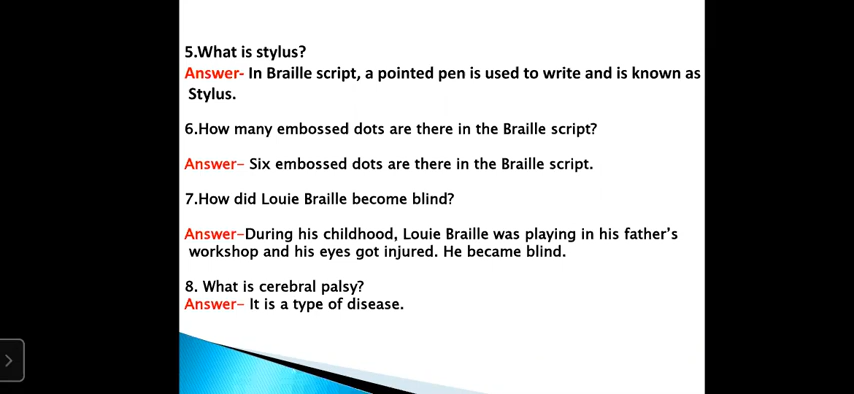 5.What is stylus?
Answer- In Braille script, a pointed pen is used to write and is known as
Stylus.
6.How many embossed dots are there in the Braille script?
Answer– Six embossed dots are there in the Braille script.
7.How did Louie Braille become blind?
Answer–During his childhood, Louie Braille was playing in his father’s
workshop and his eyes got injured. He became blind.
8. What is cerebral palsy?
Answer– It is a type of disease.